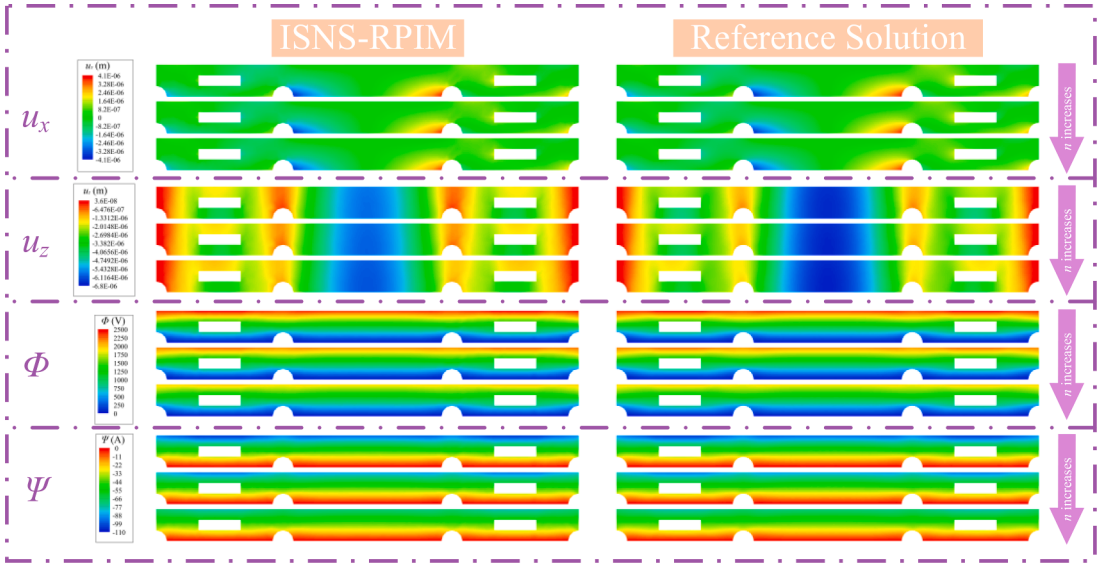 ISNS-RPIM
Reference Solution
u_x
u_x (m)
4.1E-06
3.28E-06
2.46E-06
1.64E-06
8.2E-07
0
-8.2E-07
-1.64E-06
-2.46E-06
-3.28E-06
-4.1E-06
n increases
u_z
u_z (m)
3.6E-08
-6.476E-07
-1.3312E-06
-2.0148E-06
-2.6984E-06
-3.382E-06
-4.0656E-06
-4.7492E-06
-5.4328E-06
-6.1164E-06
-6.8E-06
n increases
Φ
Φ (V)
2500
2250
2000
1750
1500
1250
1000
750
500
250
0
n increases
Ψ
Ψ (A)
0
-11
-22
-33
-44
-55
-66
-77
-88
-99
-110
n increases